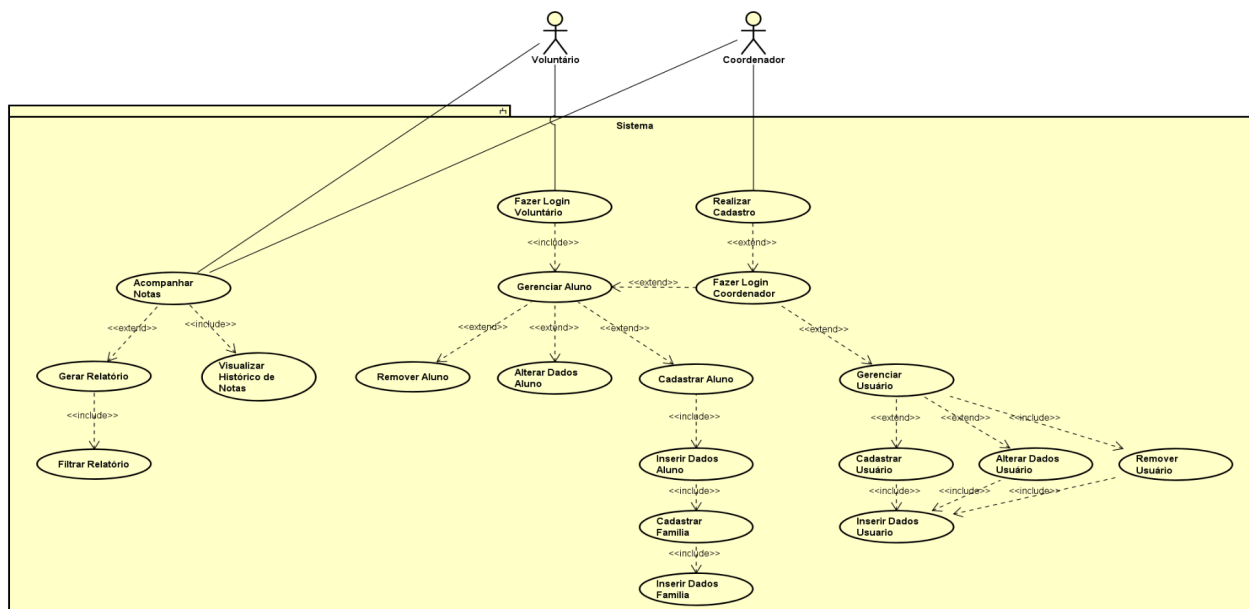 Voluntário
Coordenador
Sistema
Fazer Login
Voluntário
Realizar
Cadastro
<<include>>
<<extend>>
Acompanhar
Notas
Gerenciar Aluno
<<extend>>
Fazer Login
Coordenador
<<extend>>
<<include>>
<<extend>>
<<extend>>
<<extend>>
<<extend>>
Gerar Relatório
Visualizar
Histórico de
Notas
Remover Aluno
Alterar Dados
Aluno
Cadastrar Aluno
Gerenciar
Usuário
<<include>>
<<include>>
<<extend>>
<<extend>>
<<include>>
Filtrar Relatório
Inserir Dados
Aluno
Cadastrar
Usuário
Alterar Dados
Usuário
Remover
Usuário
<<include>>
<<include>>
<<include>>
<<include>>
Cadastrar
Família
Inserir Dados
Usuario
<<include>>
Inserir Dados
Família